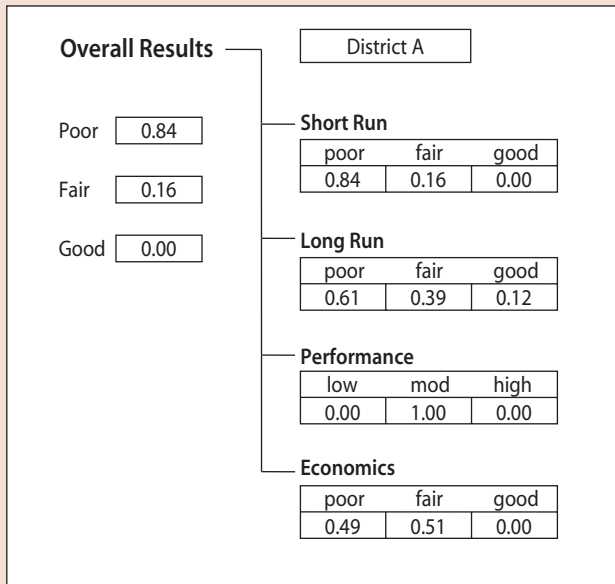 Overall Results
District A
Poor 0.84
Fair 0.16
Good 0.00
Short Run
poor fair good
0.84 0.16 0.00
Long Run
poor fair good
0.61 0.39 0.12
Performance
low mod high
0.00 1.00 0.00
Economics
poor fair good
0.49 0.51 0.00